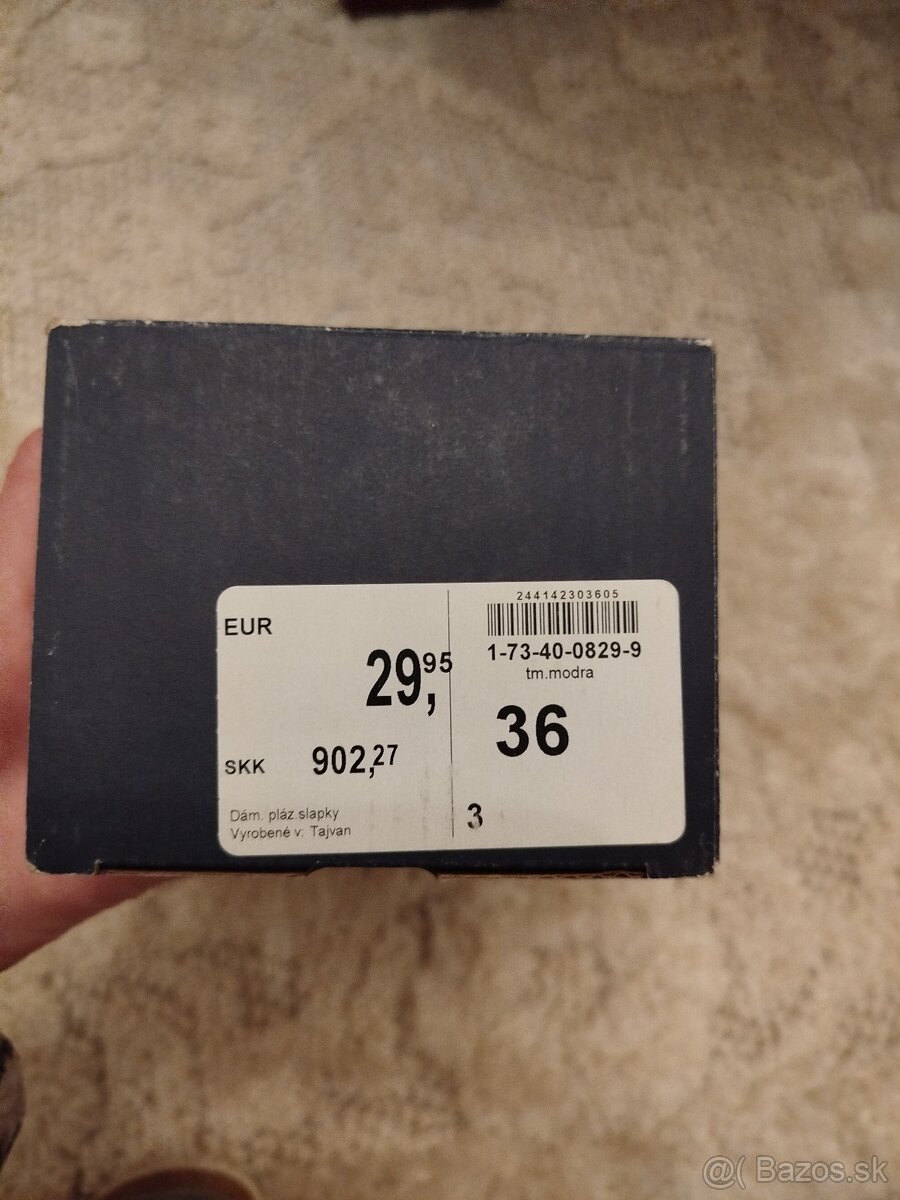 EUR
29,95
SKK 902,27
Dám. pláz.slapky
Vyrobené v: Tajvan
244142303605
1-73-40-0829-9
tm.modra
36
3
@( Bazos.sk